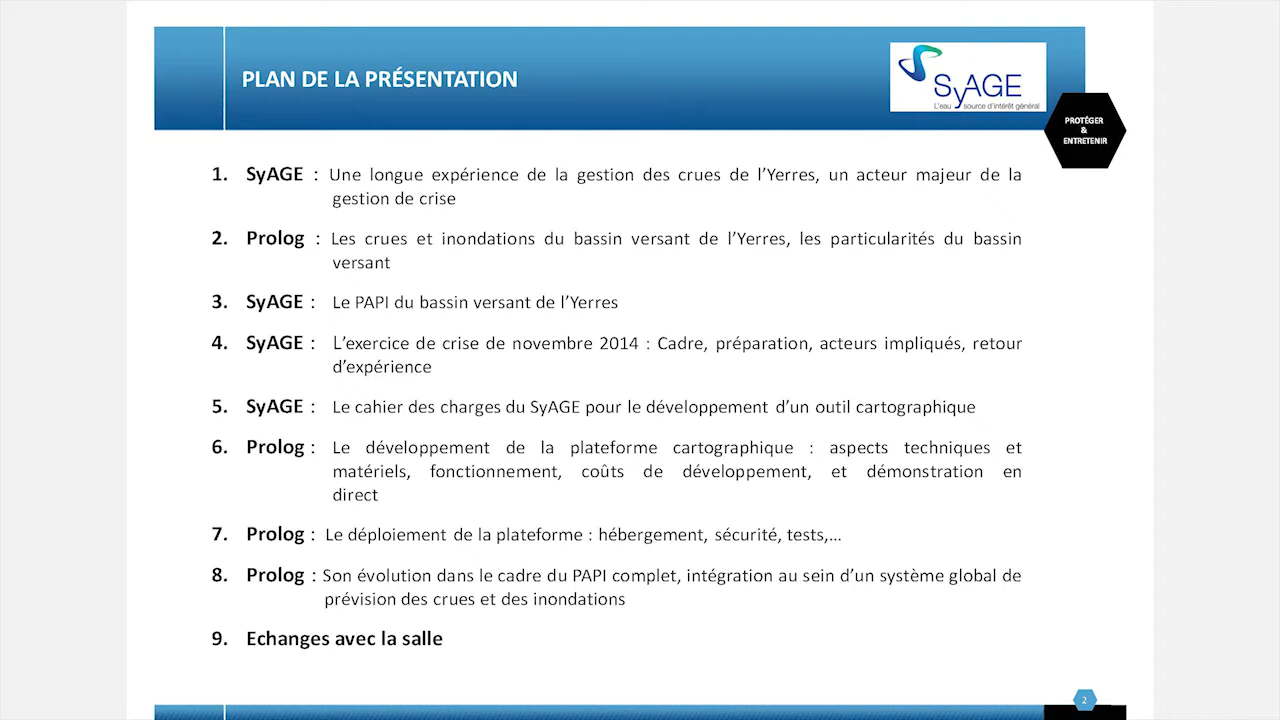 PLAN DE LA PRÉSENTATION
SyAGE
L'eau source d'intérêt général
PROTÉGER
&
ENTRETENIR
1. SyAGE : Une longue expérience de la gestion des crues de l’Yerres, un acteur majeur de la
gestion de crise
2. Prolog : Les crues et inondations du bassin versant de l’Yerres, les particularités du bassin
versant
3. SyAGE : Le PAPI du bassin versant de l’Yerres
4. SyAGE : L’exercice de crise de novembre 2014 : Cadre, préparation, acteurs impliqués, retour
d’expérience
5. SyAGE : Le cahier des charges du SyAGE pour le développement d’un outil cartographique
6. Prolog : Le développement de la plateforme cartographique : aspects techniques et
matériels, fonctionnement, coûts de développement, et démonstration en
direct
7. Prolog : Le déploiement de la plateforme : hébergement, sécurité, tests,…
8. Prolog : Son évolution dans le cadre du PAPI complet, intégration au sein d’un système global de
prévision des crues et des inondations
9. Echanges avec la salle
2